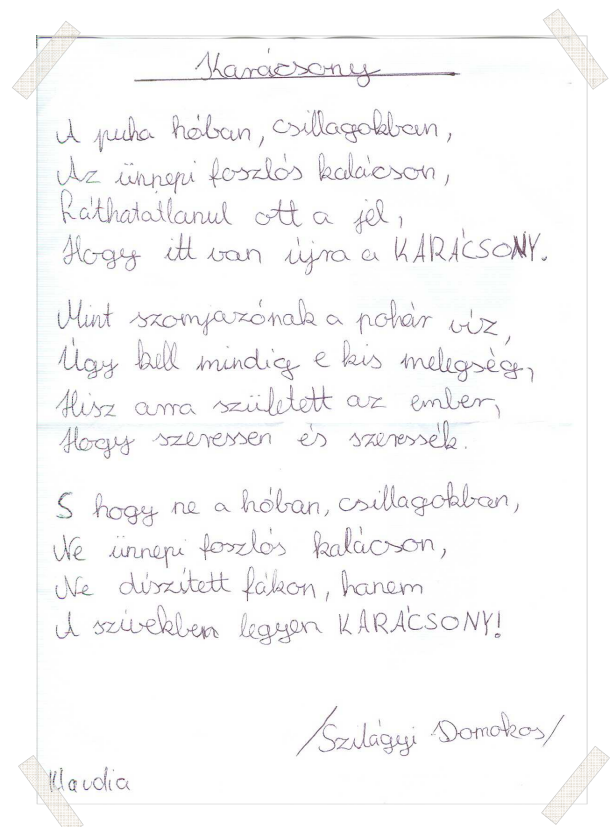 Karácsony
A puha hóban, csillagokban,
Az ünnepi foszlós kalácson,
Láthatatlanul ott a jel,
Hogy itt van újra a KARÁCSONY.
Mint szomjazónak a pohár víz,
Úgy kell mindig e kis melegség,
Hisz arra született az ember,
Hogy szeressen és szeressék.
S hogy ne a hóban, csillagokban,
Ne ünnepi foszlós kalácson,
Ne díszített fákon, hanem
A szívekben legyen KARÁCSONY!
/Szilágyi Domokos/
Klaudia